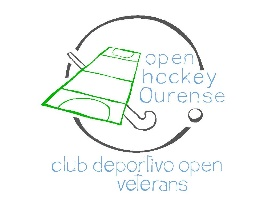 open
hockey
Ourense
club deportivo open
veterans